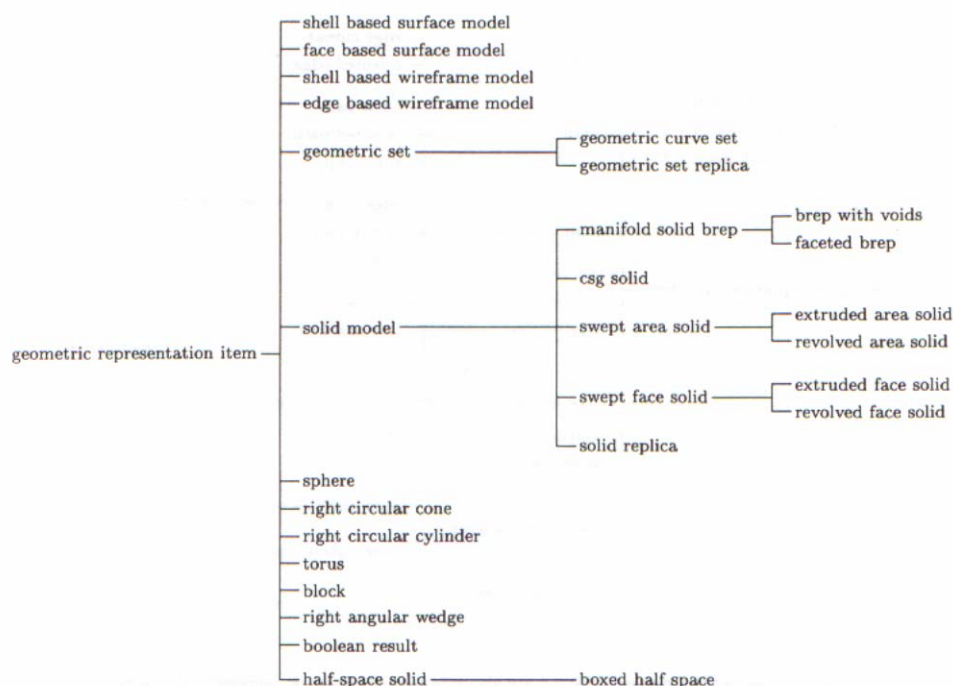 shell based surface model
face based surface model
shell based wireframe model
edge based wireframe model
geometric set
geometric curve set
geometric set replica
manifold solid brep
brep with voids
faceted brep
csg solid
geometric representation item
solid model
swept area solid
extruded area solid
revolved area solid
swept face solid
extruded face solid
revolved face solid
solid replica
sphere
right circular cone
right circular cylinder
torus
block
right angular wedge
boolean result
half-space solid
boxed half space